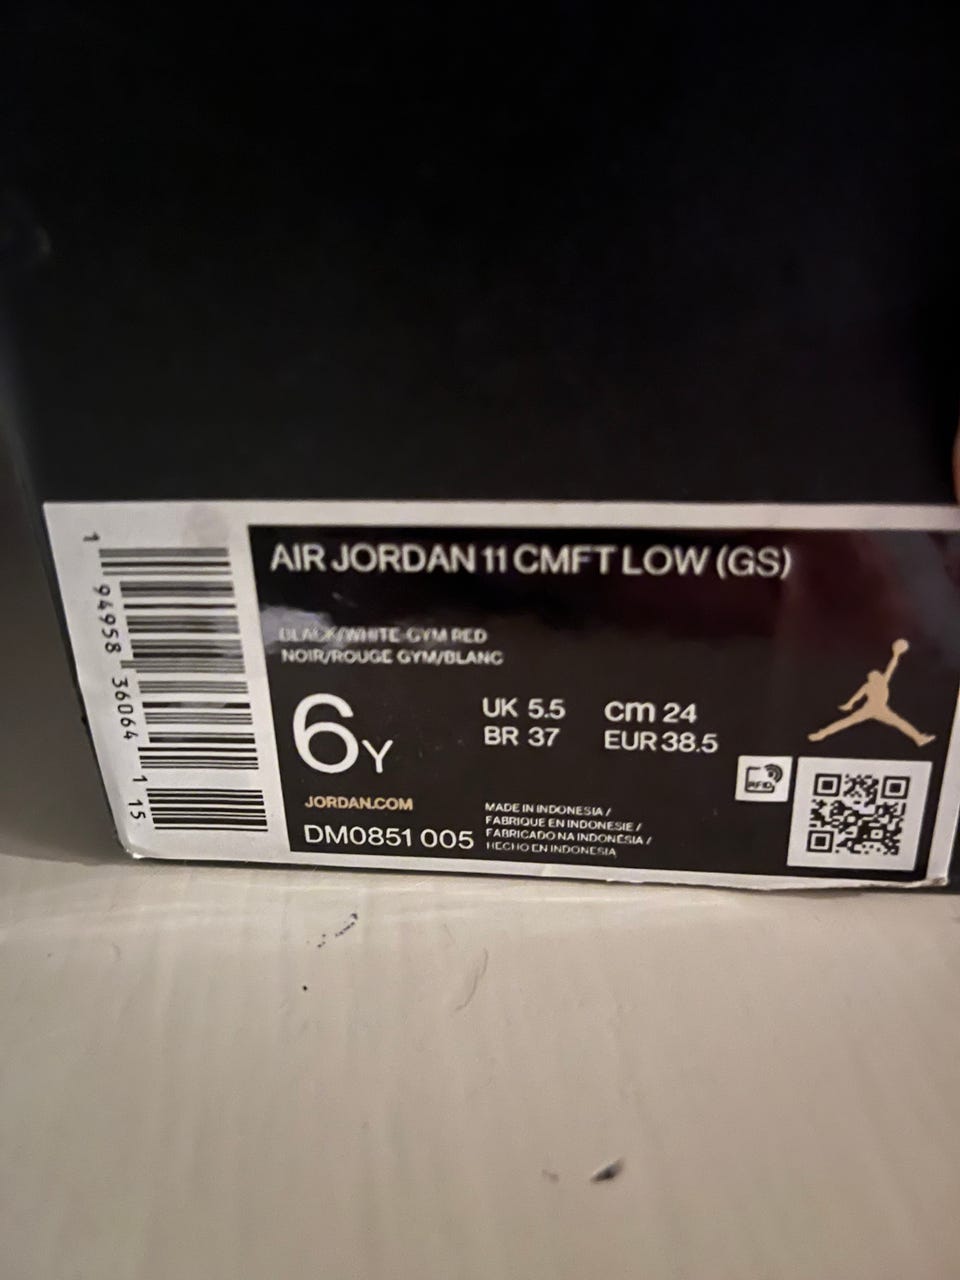 AIR JORDAN 11 CMFT LOW (GS)
BLACK/WHITE-GYM RED
NOIR/ROUGE GYM/BLANC
6Y
UK 5.5
BR 37
cm 24
EUR 38.5
JORDAN.COM
DM0851 005
MADE IN INDONESIA /
FABRIQUE EN INDONESIE /
FABRICADO NA INDONESIA /
HECHO EN INDONESIA
RFID
1 94958 36064 1 15